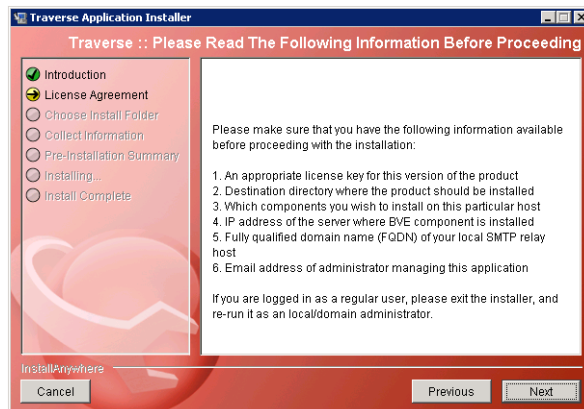 Traverse Application Installer
Traverse :: Please Read The Following Information Before Proceeding
Introduction
License Agreement
Choose Install Folder
Collect Information
Pre-Installation Summary
Installing...
Install Complete
Please make sure that you have the following information available
before proceeding with the installation:
1. An appropriate license key for this version of the product
2. Destination directory where the product should be installed
3. Which components you wish to install on this particular host
4. IP address of the server where BVE component is installed
5. Fully qualified domain name (FQDN) of your local SMTP relay
host
6. Email address of administrator managing this application
If you are logged in as a regular user, please exit the installer, and
re-run it as an local/domain administrator.
InstallAnywhere
Cancel
Previous
Next